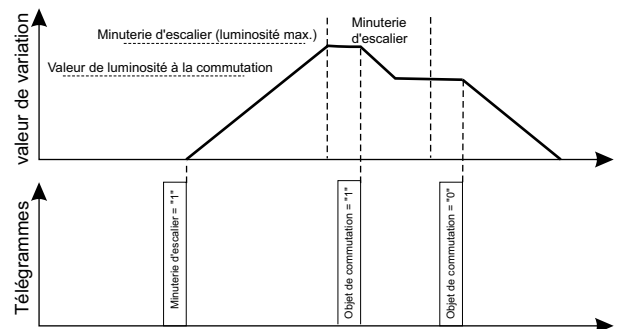 Minuterie d'escalier (luminosité max.)
Minuterie
d'escalier
Valeur de luminosité à la commutation
valeur de variation
Télégrammes
Minuterie d'escalier = "1"
Objet de commutation = "1"
Objet de commutation = "0"